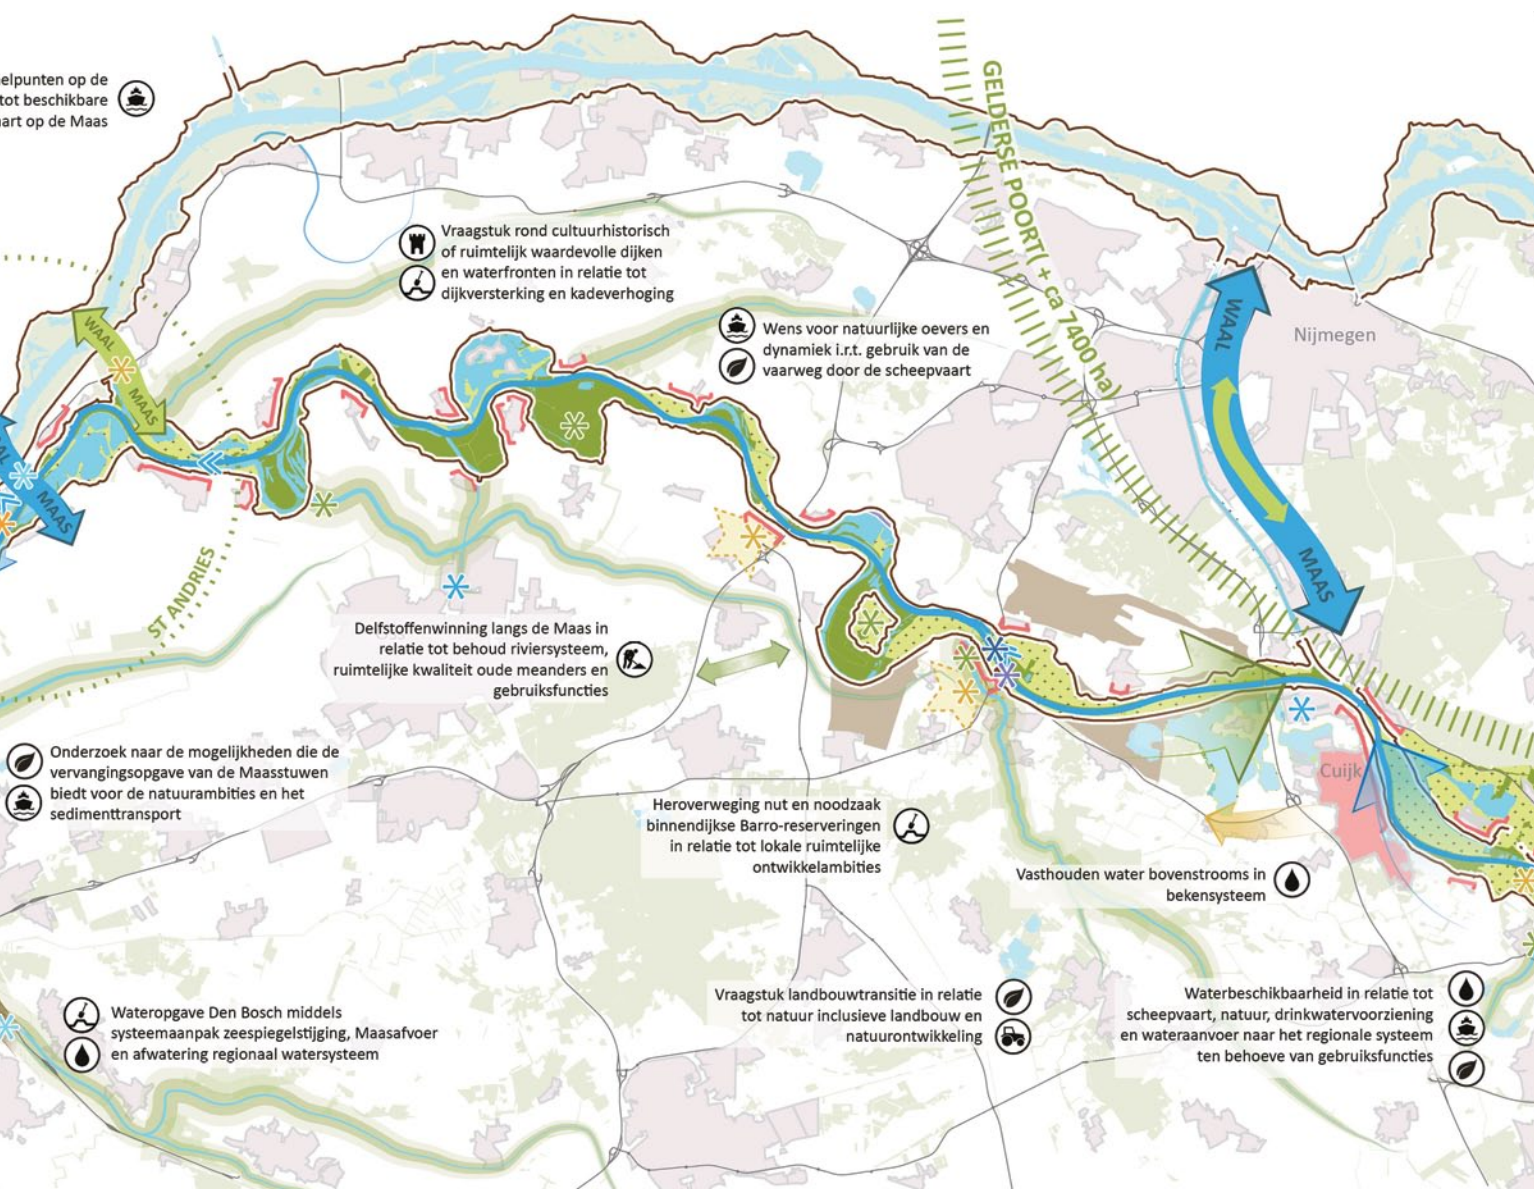 op de
tot beschikbare
op de Maas
GELDERSE POORT( + ca 7400 ha)
Vraagstuk rond cultuurhistorisch
of ruimtelijk waardevolle dijken
en waterfronten in relatie tot
dijkversterking en kadeverhoging
Wens voor natuurlijke oevers en
dynamiek i.r.t. gebruik van de
vaarweg door de scheepvaart
WAAL
MAAS
Nijmegen
WAAL
MAAS
MAAS
ST ANDRIES
Delfstoffenwinning langs de Maas in
relatie tot behoud riviersysteem,
ruimtelijke kwaliteit oude meanders en
gebruiksfuncties
Onderzoek naar de mogelijkheden die de
vervangingsopgave van de Maasstuwen
biedt voor de natuurambities en het
sedimenttransport
Cuijk
Heroverweging nut en noodzaak
binnendijkse Barro-reserveringen
in relatie tot lokale ruimtelijke
ontwikkelambities
Vasthouden water bovenstrooms in
bekensysteem
Wateropgave Den Bosch middels
systeemaanpak zeespiegelstijging, Maasafvoer
en afwatering regionaal watersysteem
Vraagstuk landbouwtransitie in relatie
tot natuur inclusieve landbouw en
natuurontwikkeling
Waterbeschikbaarheid in relatie tot
scheepvaart, natuur, drinkwatervoorziening
en wateraanvoer naar het regionale systeem
ten behoeve van gebruiksfuncties